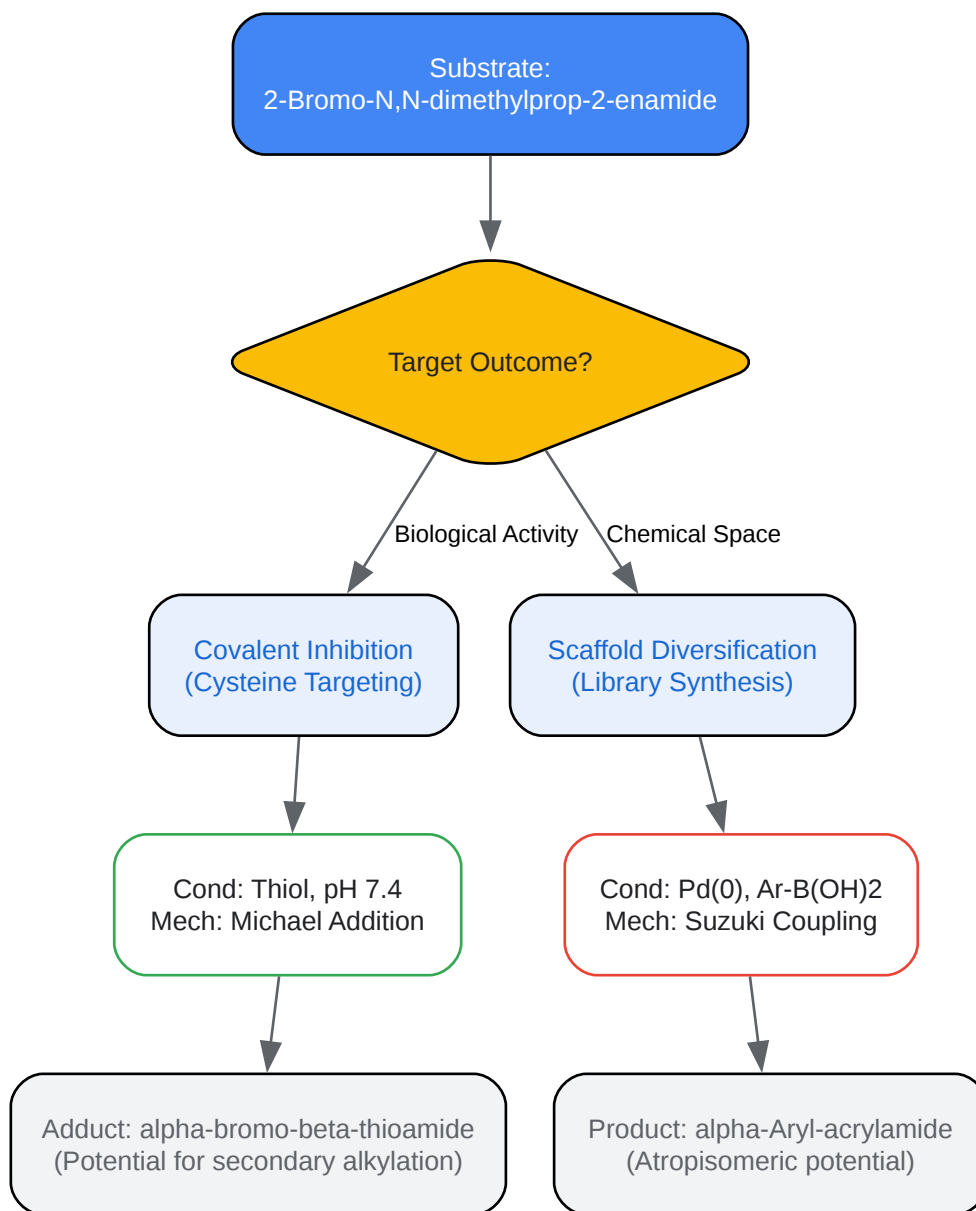 Substrate:
2-Bromo-N,N-dimethylprop-2-enamide
Target Outcome?
Biological Activity
Chemical Space
Covalent Inhibition
(Cysteine Targeting)
Scaffold Diversification
(Library Synthesis)
Cond: Thiol, pH 7.4
Mech: Michael Addition
Cond: Pd(0), Ar-B(OH)2
Mech: Suzuki Coupling
Adduct: alpha-bromo-beta-thioamide
(Potential for secondary alkylation)
Product: alpha-Aryl-acrylamide
(Atropisomeric potential)